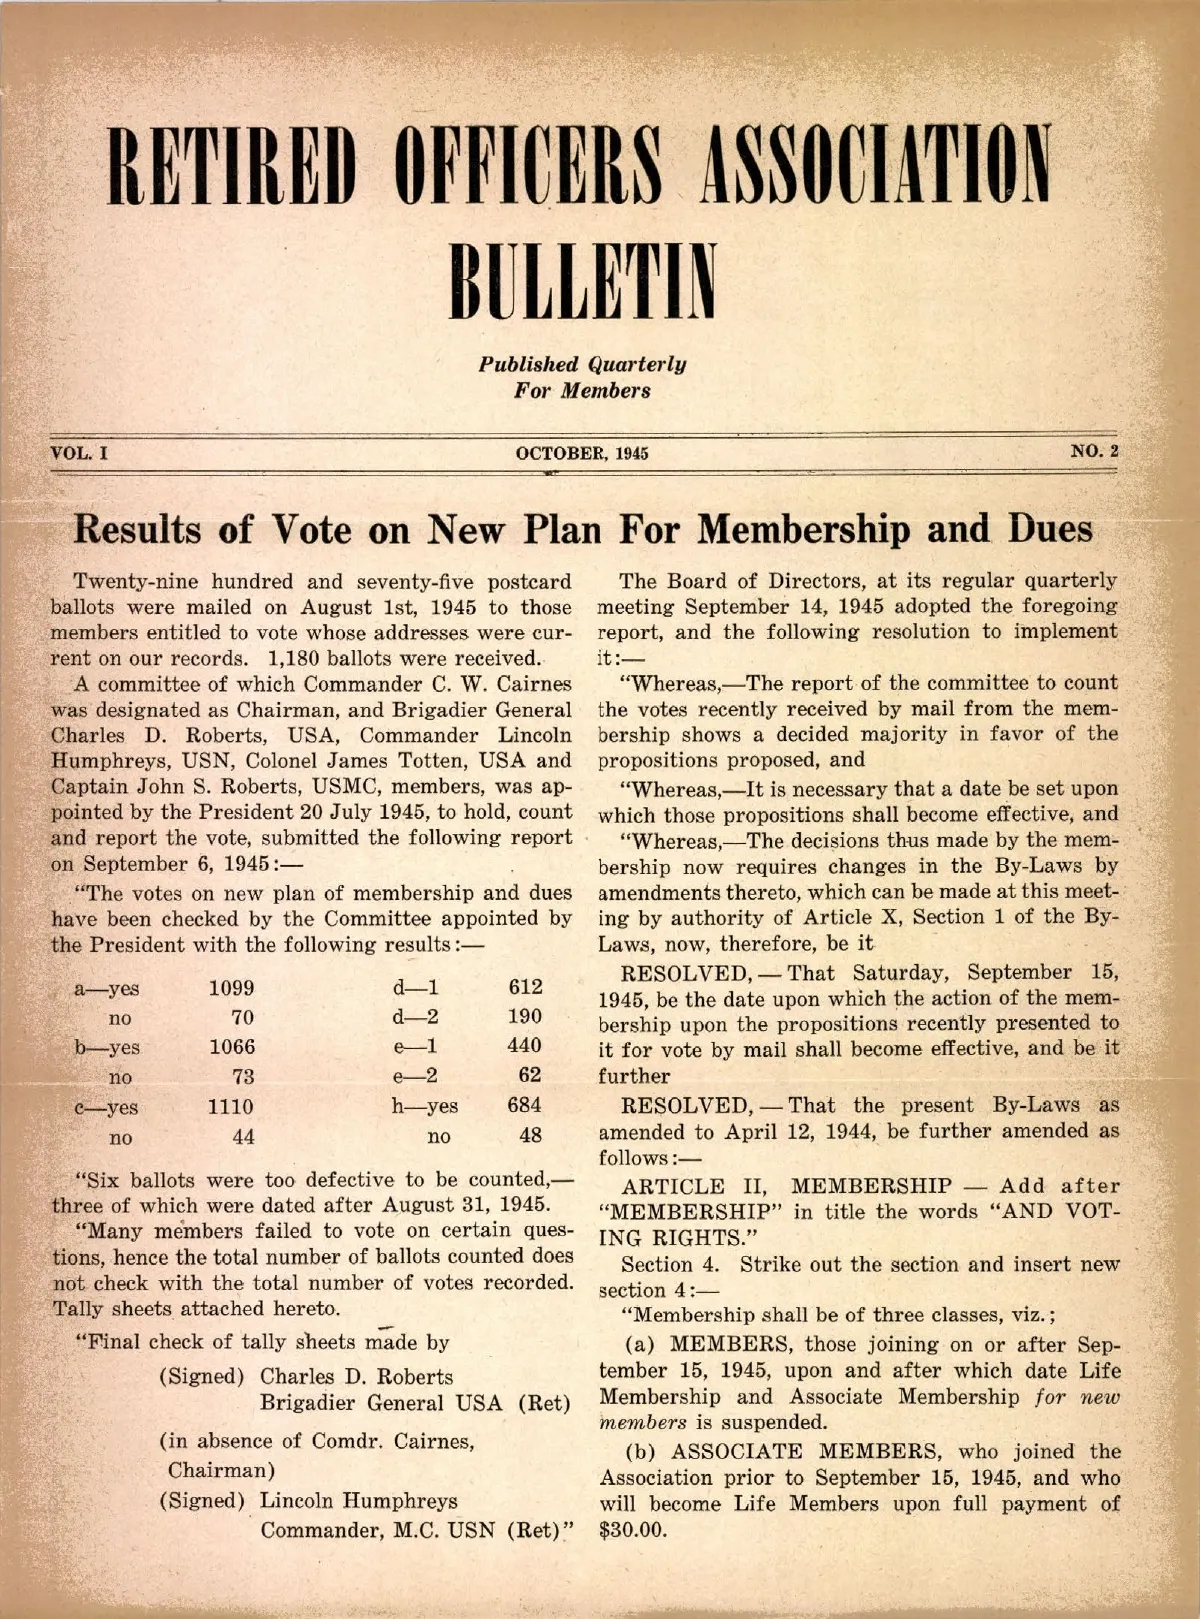 RETIRED OFFICERS ASSOCIATION
BULLETIN
Published Quarterly
For Members
VOL. I OCTOBER, 1945 NO. 2
Results of Vote on New Plan For Membership and Dues
Twenty-nine hundred and seventy-five postcard
ballots were mailed on August 1st, 1945 to those
members entitled to vote whose addresses were cur-
rent on our records. 1,180 ballots were received.
A committee of which Commander C. W. Cairnes
was designated as Chairman, and Brigadier General
Charles D. Roberts, USA, Commander Lincoln
Humphreys, USN, Colonel James Totten, USA and
Captain John S. Roberts, USMC, members, was ap-
pointed by the President 20 July 1945, to hold, count
and report the vote, submitted the following report
on September 6, 1945:—
"The votes on new plan of membership and dues
have been checked by the Committee appointed by
the President with the following results:—
a—yes 1099 d—1 612
no 70 d—2 190
b—yes 1066 e—1 440
no 73 e—2 62
c—yes 1110 h—yes 684
no 44 no 48
"Six ballots were too defective to be counted,—
three of which were dated after August 31, 1945.
"Many members failed to vote on certain ques-
tions, hence the total number of ballots counted does
not check with the total number of votes recorded.
Tally sheets attached hereto.
"Final check of tally sheets made by
(Signed) Charles D. Roberts
Brigadier General USA (Ret)
(in absence of Comdr. Cairnes,
Chairman)
(Signed) Lincoln Humphreys
Commander, M.C. USN (Ret)"
The Board of Directors, at its regular quarterly
meeting September 14, 1945 adopted the foregoing
report, and the following resolution to implement
it:—
"Whereas,—The report of the committee to count
the votes recently received by mail from the mem-
bership shows a decided majority in favor of the
propositions proposed, and
"Whereas,—It is necessary that a date be set upon
which those propositions shall become effective, and
"Whereas,—The decisions thus made by the mem-
bership now requires changes in the By-Laws by
amendments thereto, which can be made at this meet-
ing by authority of Article X, Section 1 of the By-
Laws, now, therefore, be it
RESOLVED,—That Saturday, September 15,
1945, be the date upon which the action of the mem-
bership upon the propositions recently presented to
it for vote by mail shall become effective, and be it
further
RESOLVED,—That the present By-Laws as
amended to April 12, 1944, be further amended as
follows:—
ARTICLE II, MEMBERSHIP — Add after
"MEMBERSHIP" in title the words "AND VOT-
ING RIGHTS."
Section 4. Strike out the section and insert new
section 4:—
"Membership shall be of three classes, viz.;
(a) MEMBERS, those joining on or after Sep-
tember 15, 1945, upon and after which date Life
Membership and Associate Membership for new
members is suspended.
(b) ASSOCIATE MEMBERS, who joined the
Association prior to September 15, 1945, and who
will become Life Members upon full payment of
$30.00.